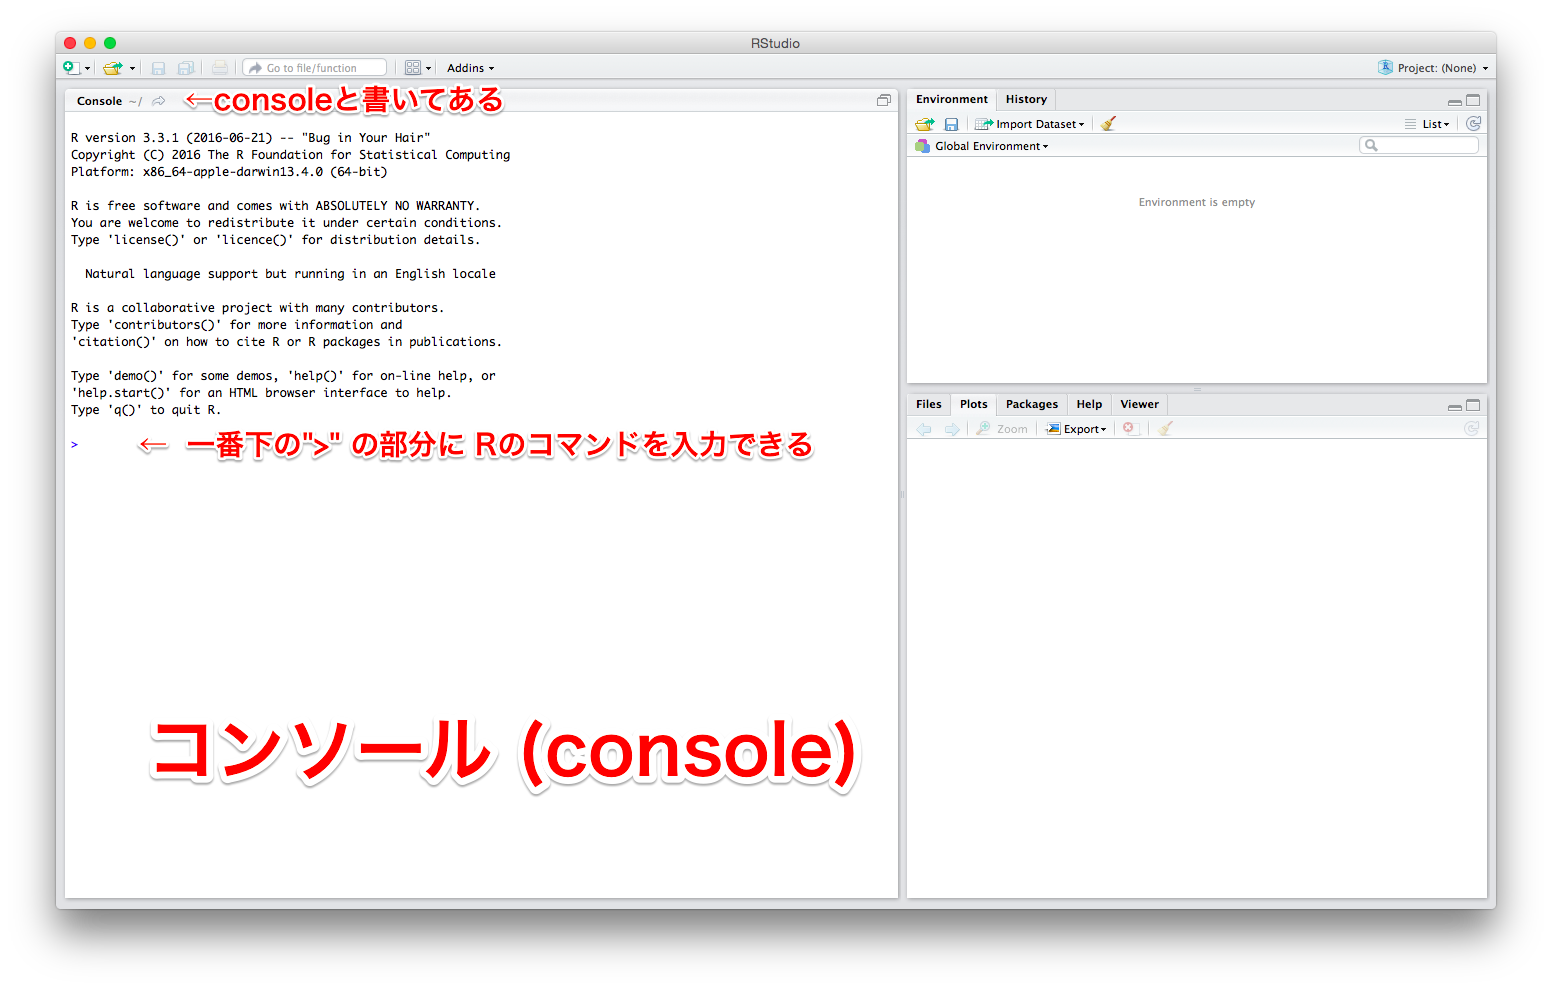 RStudio
Go to file/function
Addins
Project: (None)
Console ~/
←consoleと書いてある
R version 3.3.1 (2016-06-21) -- "Bug in Your Hair"
Copyright (C) 2016 The R Foundation for Statistical Computing
Platform: x86_64-apple-darwin13.4.0 (64-bit)
R is free software and comes with ABSOLUTELY NO WARRANTY.
You are welcome to redistribute it under certain conditions.
Type 'license()' or 'licence()' for distribution details.
Natural language support but running in an English locale
R is a collaborative project with many contributors.
Type 'contributors()' for more information and
'citation()' on how to cite R or R packages in publications.
Type 'demo()' for some demos, 'help()' for on-line help, or
'help.start()' for an HTML browser interface to help.
Type 'q()' to quit R.
>
← 一番下の">" の部分に Rのコマンドを入力できる
コンソール (console)
Environment History
Import Dataset List
Global Environment
Environment is empty
Files Plots Packages Help Viewer
Zoom Export